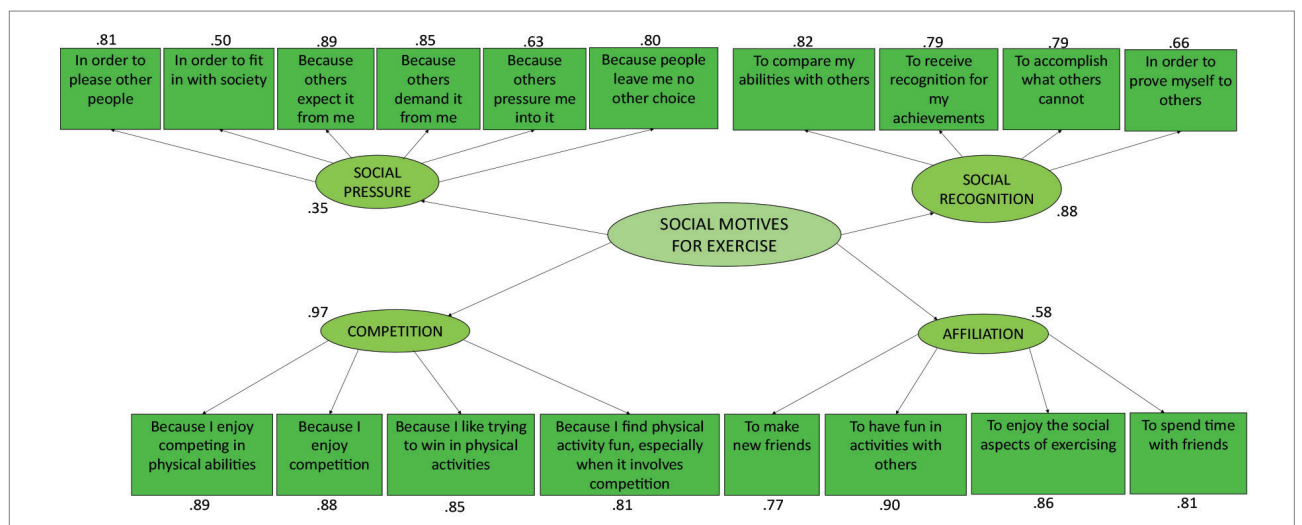 .81
In order to
please other
people
.50
In order to fit
in with society
.89
Because
others
expect it
from me
.85
Because
others
demand it
from me
.63
Because
others
pressure me
into it
.80
Because people
leave me no
other choice
.82
To compare my
abilities with others
.79
To receive
recognition for
my
achievements
.79
To accomplish
what others
cannot
.66
In order to
prove myself to
others
SOCIAL
PRESSURE
.35
SOCIAL
RECOGNITION
.88
SOCIAL MOTIVES
FOR EXERCISE
.97
COMPETITION
.58
AFFILIATION
Because I enjoy
competing in
physical abilities
.89
Because I
enjoy
competition
.88
Because I like trying
to win in physical
activities
.85
Because I find physical
activity fun, especially
when it involves
competition
.81
To make
new friends
.77
To have fun in
activities with
others
.90
To enjoy the social
aspects of exercising
.86
To spend time
with friends
.81